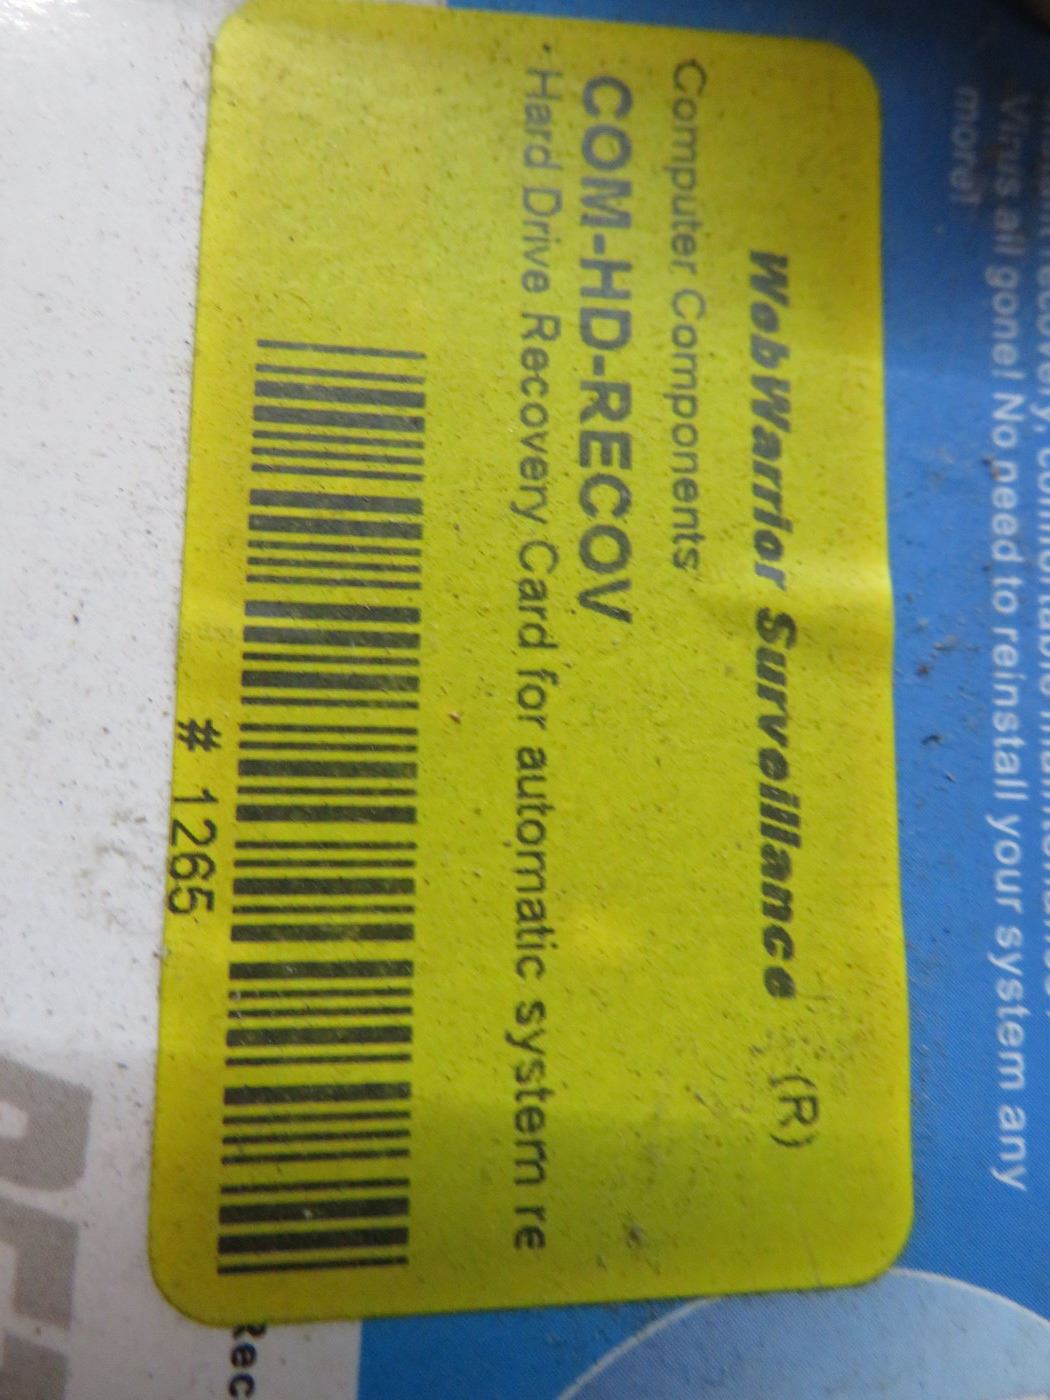 WebWarrior Surveillance (R)
Computer Components
COM-HD-RECOV
· Hard Drive Recovery Card for automatic system re
# 1265
Virus all gone! No need to reinstall your system any
more!
Rec